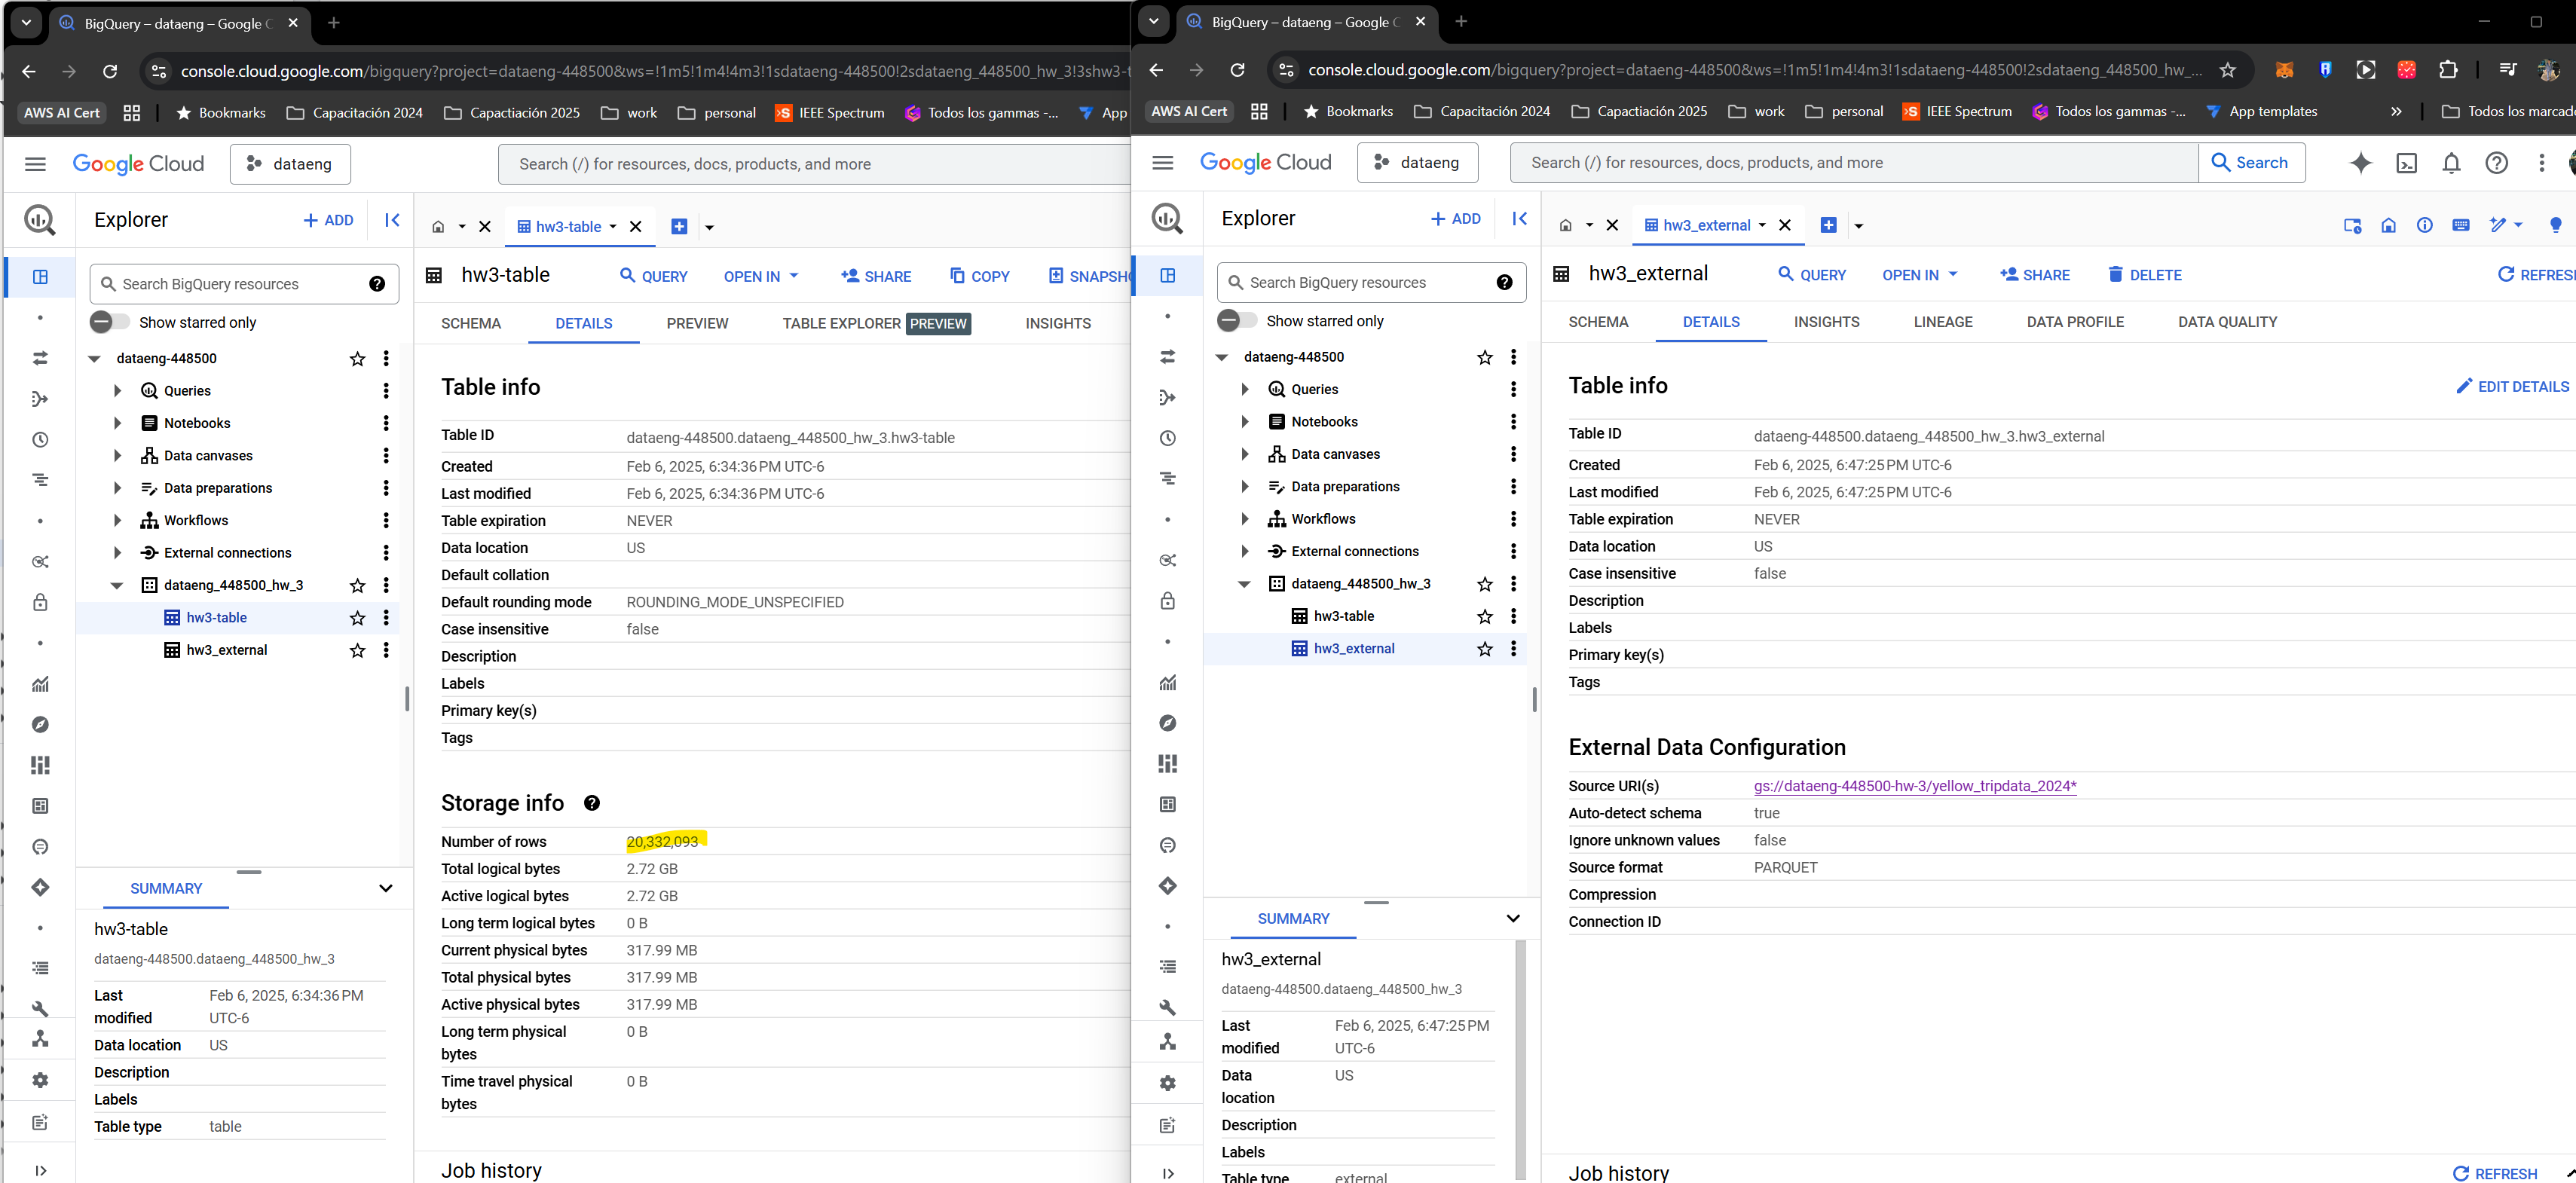 BigQuery – dataeng – Google C
console.cloud.google.com/bigquery?project=dataeng-448500&ws=!1m5!1m4!4m3!1sdataeng-448500!2sdataeng_448500_hw_3!3shw3-t
AWS AI Cert Bookmarks Capacitación 2024 Capactiación 2025 work personal IEEE Spectrum Todos los gammas -... App
Google Cloud dataeng Search (/) for resources, docs, products, and more
Explorer + ADD
Search BigQuery resources
Show starred only
dataeng-448500
Queries
Notebooks
Data canvases
Data preparations
Workflows
External connections
dataeng_448500_hw_3
hw3-table
hw3_external
SUMMARY
hw3-table
dataeng-448500.dataeng_448500_hw_3
Last modified Feb 6, 2025, 6:34:36 PM UTC-6
Data location US
Description
Labels
Table type table
hw3-table
hw3-table QUERY OPEN IN SHARE COPY SNAPSHO
SCHEMA DETAILS PREVIEW TABLE EXPLORER PREVIEW INSIGHTS
Table info
Table ID dataeng-448500.dataeng_448500_hw_3.hw3-table
Created Feb 6, 2025, 6:34:36 PM UTC-6
Last modified Feb 6, 2025, 6:34:36 PM UTC-6
Table expiration NEVER
Data location US
Default collation
Default rounding mode ROUNDING_MODE_UNSPECIFIED
Case insensitive false
Description
Labels
Primary key(s)
Tags
Storage info
Number of rows 20,332,093
Total logical bytes 2.72 GB
Active logical bytes 2.72 GB
Long term logical bytes 0 B
Current physical bytes 317.99 MB
Total physical bytes 317.99 MB
Active physical bytes 317.99 MB
Long term physical bytes 0 B
Time travel physical bytes 0 B
Job history
BigQuery – dataeng – Google C
console.cloud.google.com/bigquery?project=dataeng-448500&ws=!1m5!1m4!4m3!1sdataeng-448500!2sdataeng_448500_hw_...
AWS AI Cert Bookmarks Capacitación 2024 Capactiación 2025 work personal IEEE Spectrum Todos los gammas -... App templates » Todos los marcad
Google Cloud dataeng Search (/) for resources, docs, products, and more Search
Explorer + ADD
Search BigQuery resources
Show starred only
dataeng-448500
Queries
Notebooks
Data canvases
Data preparations
Workflows
External connections
dataeng_448500_hw_3
hw3-table
hw3_external
SUMMARY
hw3_external
dataeng-448500.dataeng_448500_hw_3
Last modified Feb 6, 2025, 6:47:25 PM UTC-6
Data location US
Description
Labels
Table type external
hw3_external
hw3_external QUERY OPEN IN SHARE DELETE REFRES
SCHEMA DETAILS INSIGHTS LINEAGE DATA PROFILE DATA QUALITY
Table info EDIT DETAILS
Table ID dataeng-448500.dataeng_448500_hw_3.hw3_external
Created Feb 6, 2025, 6:47:25 PM UTC-6
Last modified Feb 6, 2025, 6:47:25 PM UTC-6
Table expiration NEVER
Data location US
Case insensitive false
Description
Labels
Primary key(s)
Tags
External Data Configuration
Source URI(s) gs://dataeng-448500-hw-3/yellow_tripdata_2024*
Auto-detect schema true
Ignore unknown values false
Source format PARQUET
Compression
Connection ID
Job history REFRESH